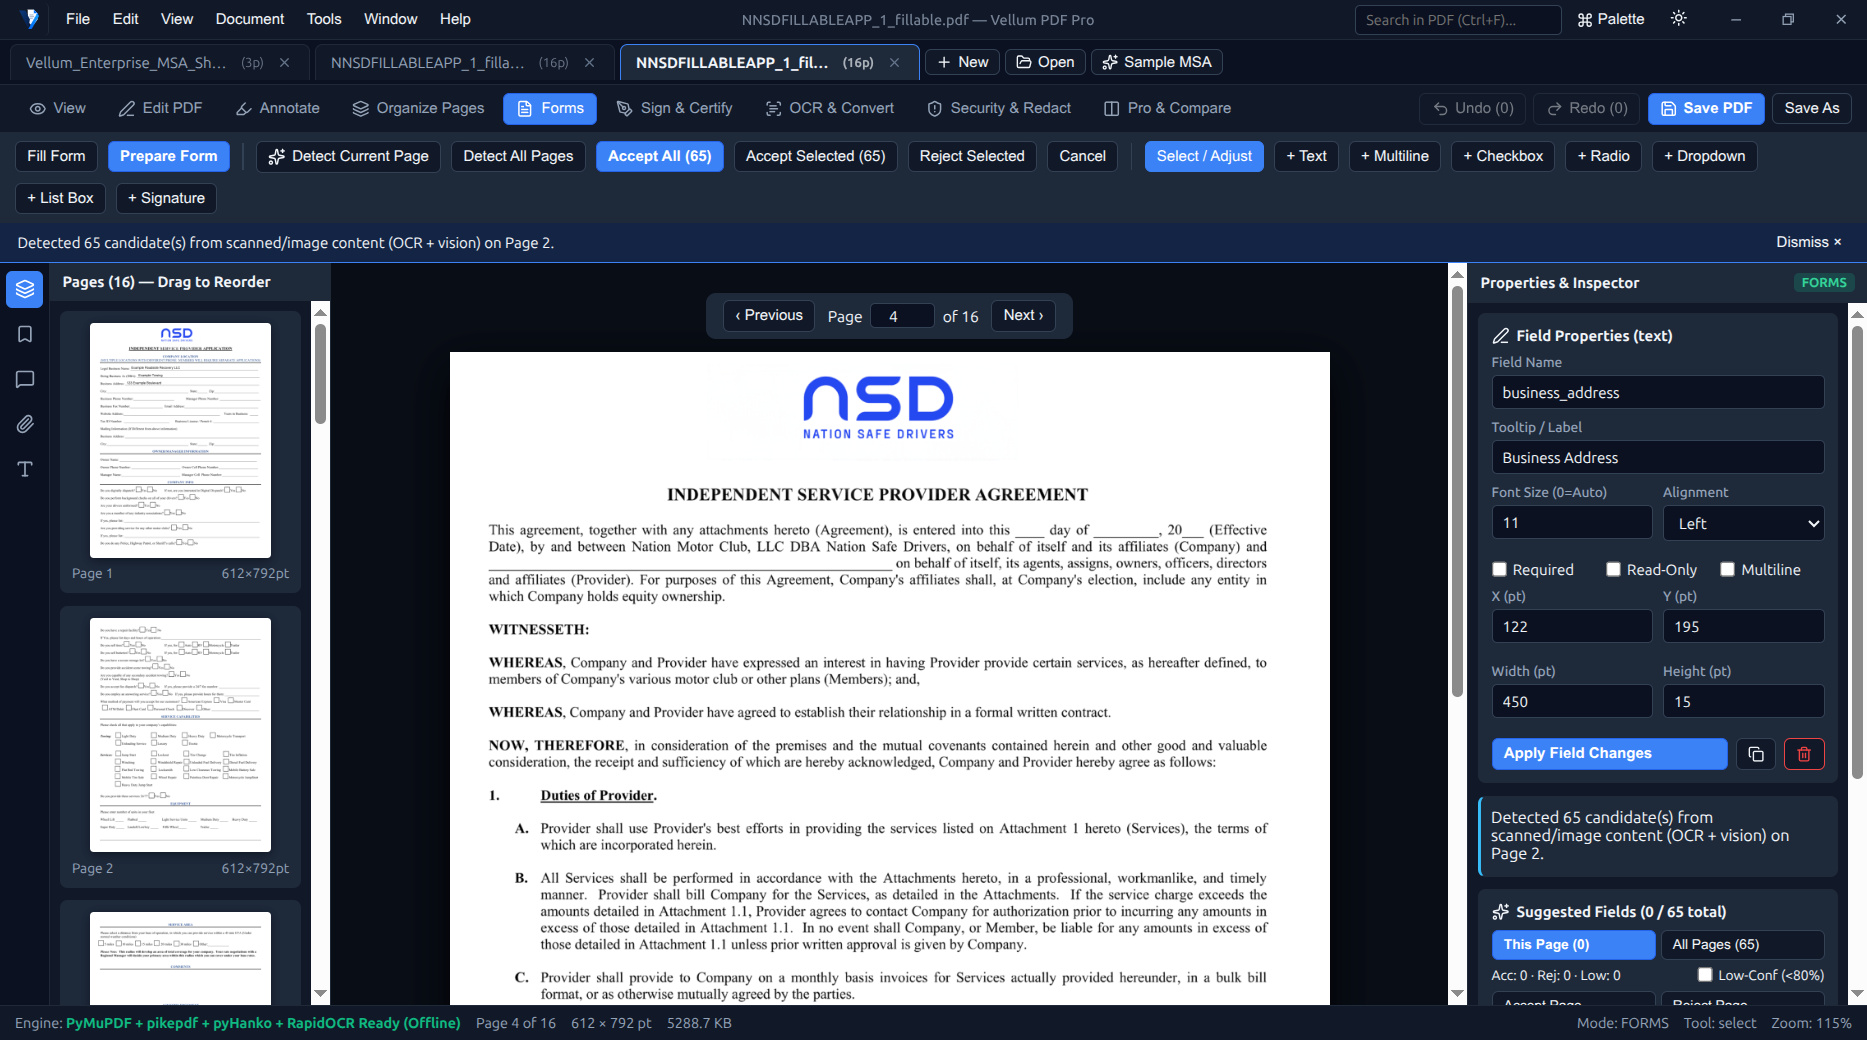 File Edit View Document Tools Window Help
NNSDFILLABLEAPP_1_fillable.pdf — Vellum PDF Pro
Search in PDF (Ctrl+F)...
Palette
Vellum_Enterprise_MSA_Sh... (3p)
NNSDFILLABLEAPP_1_filla... (16p)
NNSDFILLABLEAPP_1_fil... (16p)
+ New
Open
Sample MSA
View
Edit PDF
Annotate
Organize Pages
Forms
Sign & Certify
OCR & Convert
Security & Redact
Pro & Compare
Undo (0)
Redo (0)
Save PDF
Save As
Fill Form
Prepare Form
Detect Current Page
Detect All Pages
Accept All (65)
Accept Selected (65)
Reject Selected
Cancel
Select / Adjust
+ Text
+ Multiline
+ Checkbox
+ Radio
+ Dropdown
+ List Box
+ Signature
Detected 65 candidate(s) from scanned/image content (OCR + vision) on Page 2.
Dismiss ×
Pages (16) — Drag to Reorder
NSD
NATION SAFE DRIVERS
INDEPENDENT SERVICE PROVIDER APPLICATION
Page 1 612×792pt
Page 2 612×792pt
‹ Previous
Page 4 of 16
Next ›
NSD
NATION SAFE DRIVERS
INDEPENDENT SERVICE PROVIDER AGREEMENT
This agreement, together with any attachments hereto (Agreement), is entered into this ____ day of _________, 20___ (Effective
Date), by and between Nation Motor Club, LLC DBA Nation Safe Drivers, on behalf of itself and its affiliates (Company) and
________________________________________________________ on behalf of itself, its agents, assigns, owners, officers, directors
and affiliates (Provider). For purposes of this Agreement, Company's affiliates shall, at Company's election, include any entity in
which Company holds equity ownership.
WITNESSETH:
WHEREAS, Company and Provider have expressed an interest in having Provider provide certain services, as hereafter defined, to
members of Company's various motor club or other plans (Members); and,
WHEREAS, Company and Provider have agreed to establish their relationship in a formal written contract.
NOW, THEREFORE, in consideration of the premises and the mutual covenants contained herein and other good and valuable
consideration, the receipt and sufficiency of which are hereby acknowledged, Company and Provider hereby agree as follows:
1. Duties of Provider.
A. Provider shall use Provider's best efforts in providing the services listed on Attachment 1 hereto (Services), the terms of
which are incorporated herein.
B. All Services shall be performed in accordance with the Attachments hereto, in a professional, workmanlike, and timely
manner. Provider shall bill Company for the Services, as detailed in the Attachments. If the service charge exceeds the
amounts detailed in Attachment 1.1, Provider agrees to contact Company for authorization prior to incurring any amounts in
excess of those detailed in Attachment 1.1. In no event shall Company, or Member, be liable for any amounts in excess of
those detailed in Attachment 1.1 unless prior written approval is given by Company.
C. Provider shall provide to Company on a monthly basis invoices for Services actually provided hereunder, in a bulk bill
format, or as otherwise mutually agreed by the parties.
Properties & Inspector
FORMS
Field Properties (text)
Field Name
business_address
Tooltip / Label
Business Address
Font Size (0=Auto) Alignment
11 Left
Required Read-Only Multiline
X (pt) Y (pt)
122 195
Width (pt) Height (pt)
450 15
Apply Field Changes
Detected 65 candidate(s) from
scanned/image content (OCR + vision) on
Page 2.
Suggested Fields (0 / 65 total)
This Page (0) All Pages (65)
Acc: 0 · Rej: 0 · Low: 0 Low-Conf (<80%)
Accept Page Reject Page
Engine: PyMuPDF + pikepdf + pyHanko + RapidOCR Ready (Offline) Page 4 of 16 612 × 792 pt 5288.7 KB
Mode: FORMS Tool: select Zoom: 115%